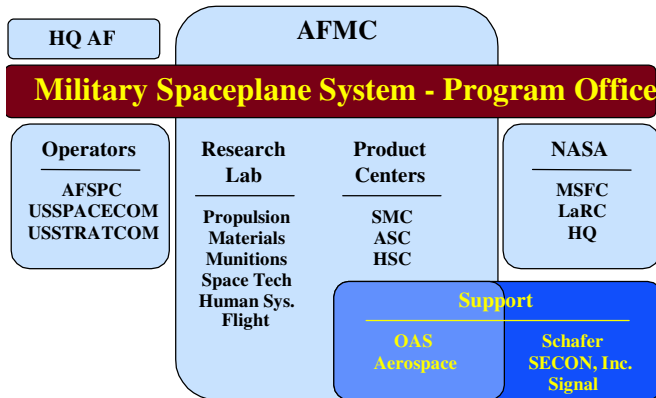 HQ AF
AFMC
Military Spaceplane System - Program Office
Operators
AFSPC
USSPACECOM
USSTRATCOM
Research
Lab
Propulsion
Materials
Munitions
Space Tech
Human Sys.
Flight
Product
Centers
SMC
ASC
HSC
NASA
MSFC
LaRC
HQ
Support
OAS
Aerospace
Schafer
SECON, Inc.
Signal